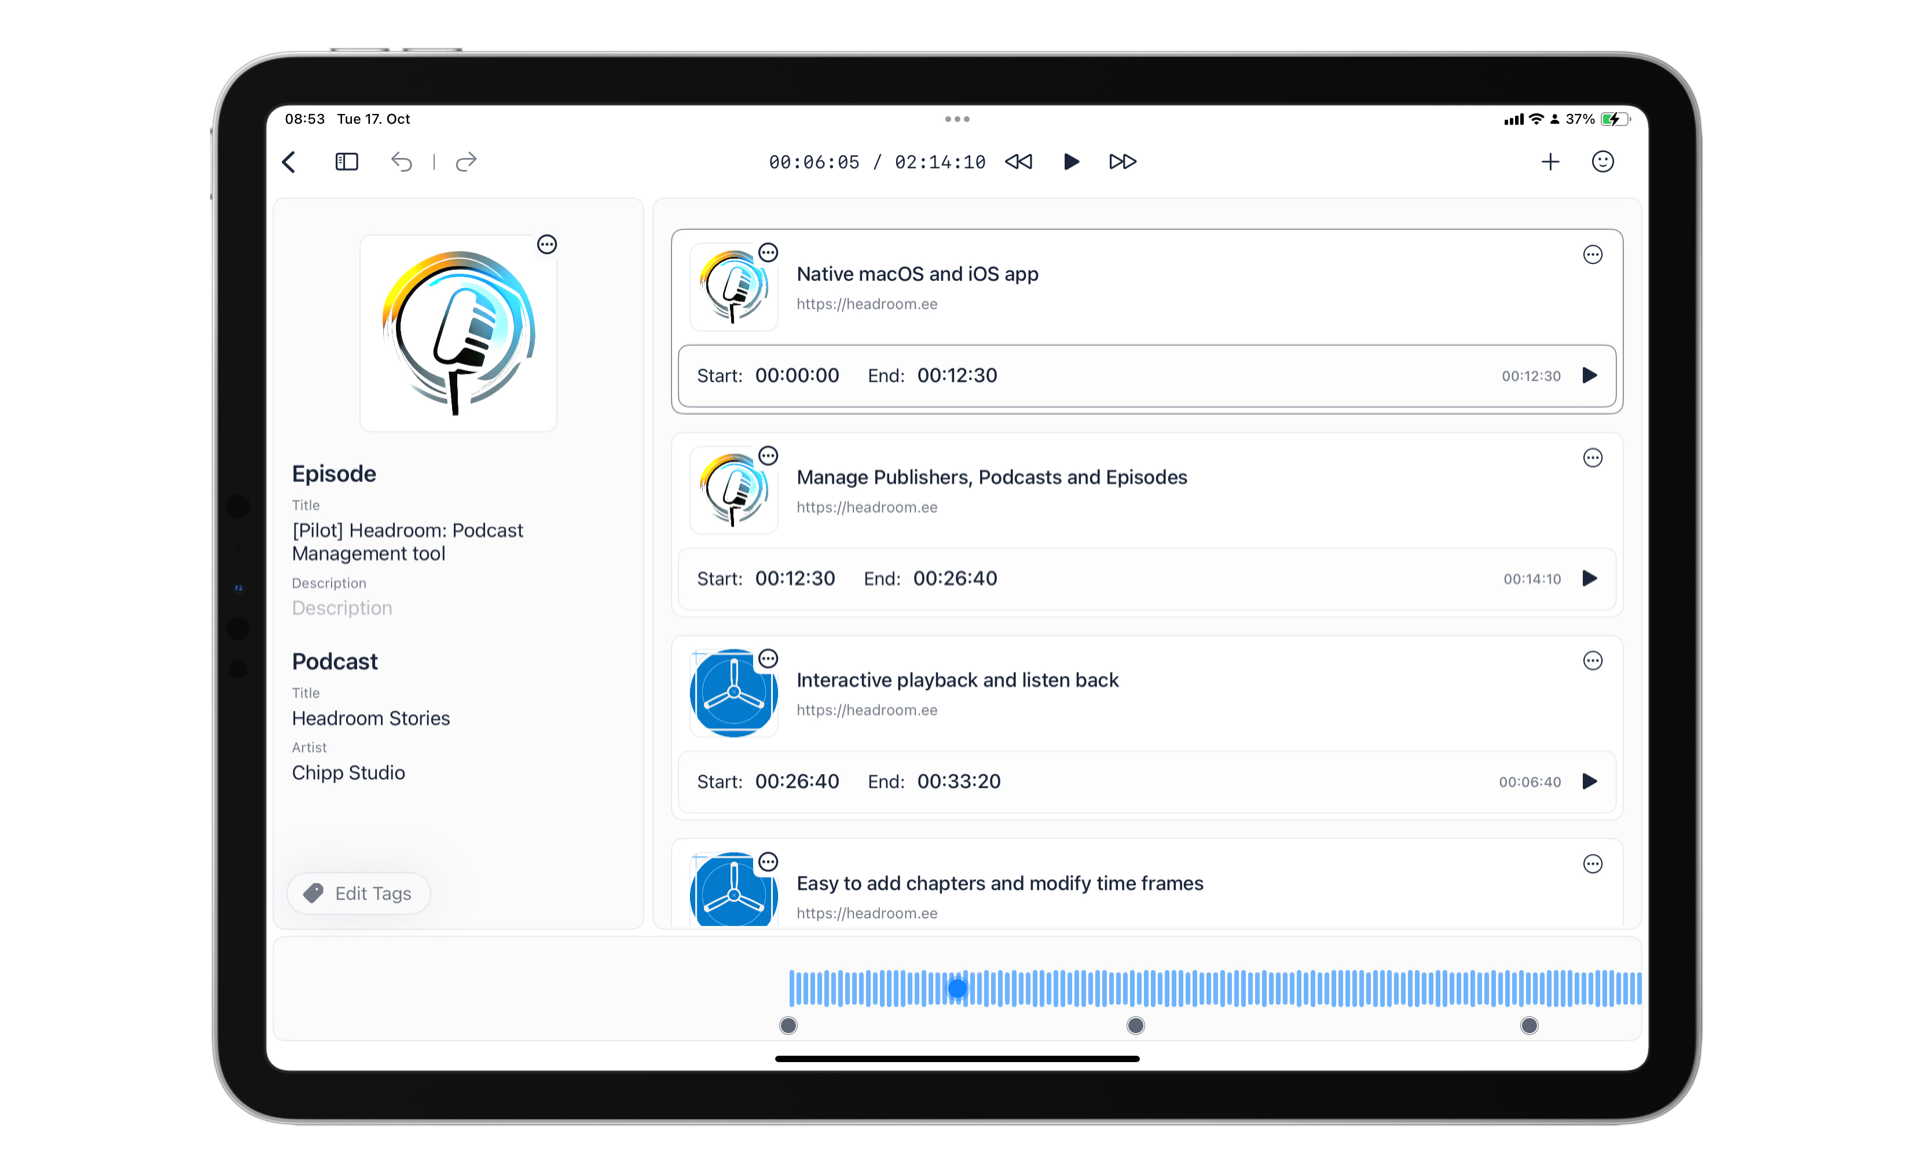 08:53 Tue 17. Oct
37%
00:06:05 / 02:14:10
Episode
Title
[Pilot] Headroom: Podcast
Management tool
Description
Description
Podcast
Title
Headroom Stories
Artist
Chipp Studio
Edit Tags
Native macOS and iOS app
https://headroom.ee
Start: 00:00:00 End: 00:12:30 00:12:30
Manage Publishers, Podcasts and Episodes
https://headroom.ee
Start: 00:12:30 End: 00:26:40 00:14:10
Interactive playback and listen back
https://headroom.ee
Start: 00:26:40 End: 00:33:20 00:06:40
Easy to add chapters and modify time frames
https://headroom.ee